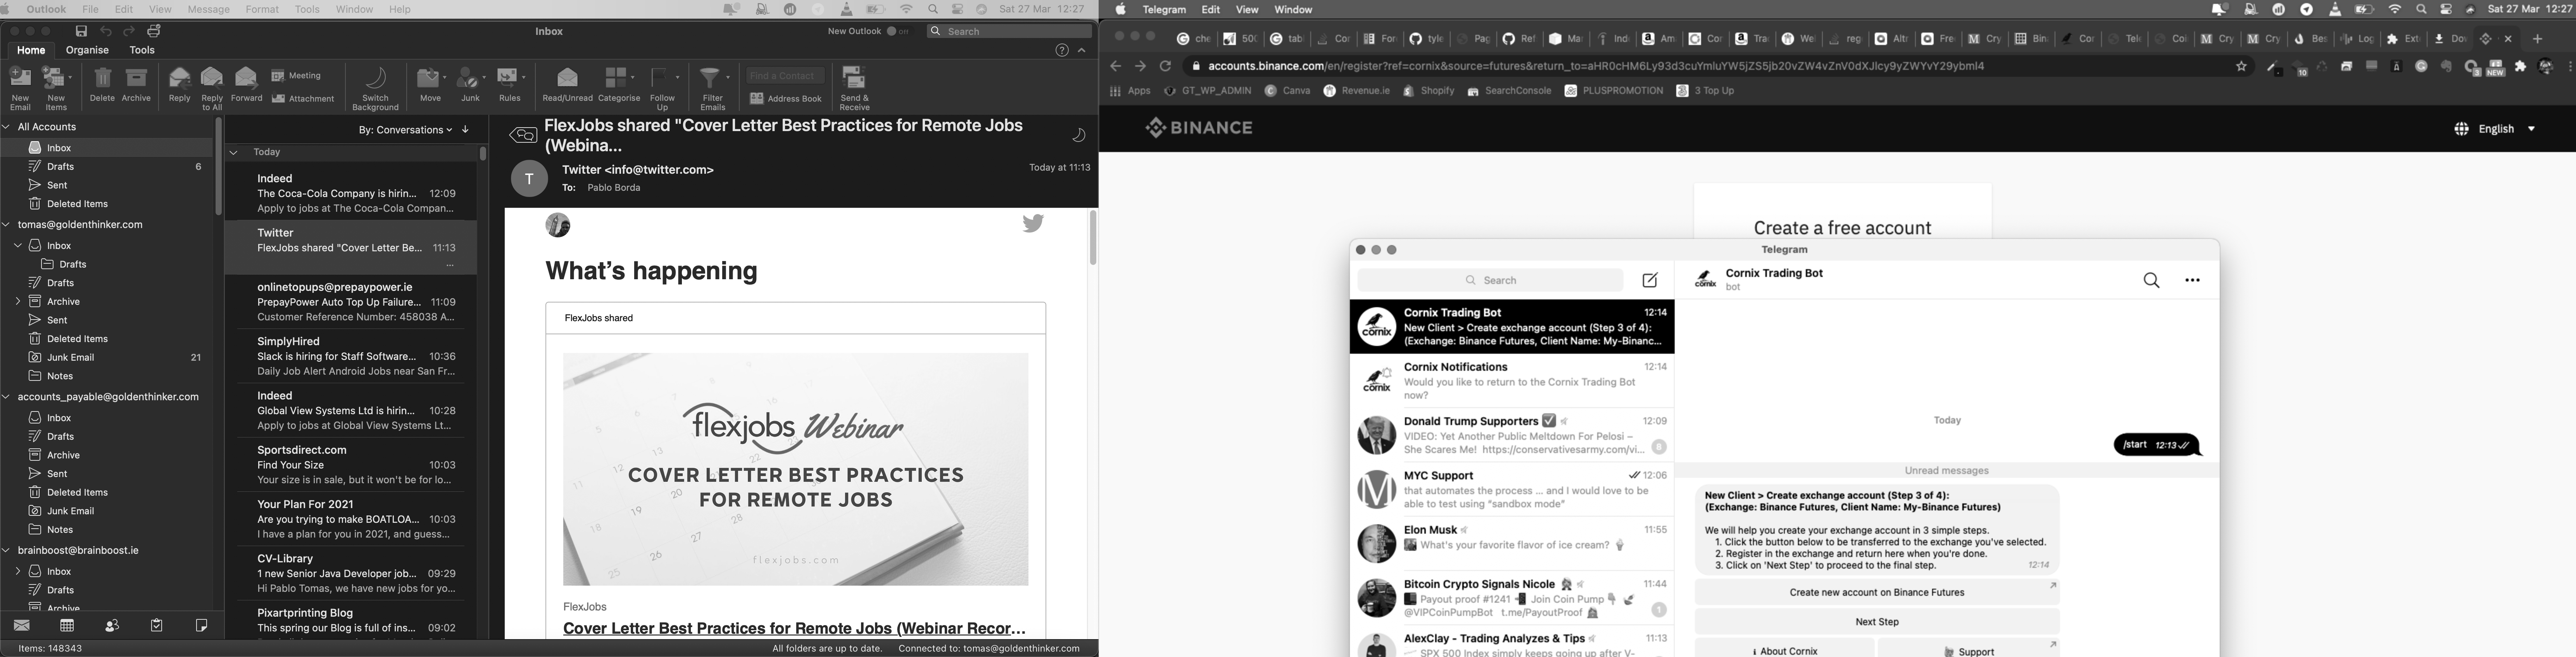 Outlook File Edit View Message Format Tools Window Help
Sat 27 Mar 12:27
Inbox
New Outlook Off
Search
Home Organise Tools
New Email
New Items
Delete
Archive
Reply
Reply to All
Forward
Meeting
Attachment
Switch Background
Move
Junk
Rules
Read/Unread
Categorise
Follow Up
Filter Emails
Find a Contact
Address Book
Send & Receive
All Accounts
Inbox
Drafts 6
Sent
Deleted Items
tomas@goldenthinker.com
Inbox
Drafts
Drafts
Archive
Sent
Deleted Items
Junk Email 21
Notes
accounts_payable@goldenthinker.com
Inbox
Drafts
Archive
Sent
Deleted Items
Junk Email
Notes
brainboost@brainboost.ie
Inbox
Drafts
Archive
Items: 148343
By: Conversations
Today
Indeed
The Coca-Cola Company is hirin... 12:09
Apply to jobs at The Coca-Cola Compan...
Twitter
FlexJobs shared "Cover Letter Be... 11:13
...
onlinetopups@prepaypower.ie
PrepayPower Auto Top Up Failure... 11:09
Customer Reference Number: 458038 A...
SimplyHired
Slack is hiring for Staff Software... 10:36
Daily Job Alert Android Jobs near San Fr...
Indeed
Global View Systems Ltd is hirin... 10:28
Apply to jobs at Global View Systems Lt...
Sportsdirect.com
Find Your Size 10:03
Your size is in sale, but it won't be for lo...
Your Plan For 2021
Are you trying to make BOATLOA... 10:03
I have a plan for you in 2021, and guess...
CV-Library
1 new Senior Java Developer job... 09:29
Hi Pablo Tomas, we have new jobs for yo...
Pixartprinting Blog
This spring our Blog is full of ins... 09:02
FlexJobs shared "Cover Letter Best Practices for Remote Jobs
(Webina...
T
Twitter <info@twitter.com>
Today at 11:13
To: Pablo Borda
What's happening
FlexJobs shared
flexjobs Webinar
COVER LETTER BEST PRACTICES
FOR REMOTE JOBS
flexjobs.com
FlexJobs
Cover Letter Best Practices for Remote Jobs (Webinar Recor...
All folders are up to date. Connected to: tomas@goldenthinker.com
Telegram Edit View Window
Sat 27 Mar 12:27
accounts.binance.com/en/register?ref=cornix&source=futures&return_to=aHR0cHM6Ly93d3cuYmluYW5jZS5jb20vZW4vZnV0dXJlcy9yZWYvY29ybml4
Apps GT_WP_ADMIN Canva Revenue.ie Shopify SearchConsole PLUSPROMOTION 3 Top Up
BINANCE
English
Create a free account
Telegram
Search
Cornix Trading Bot 12:14
New Client > Create exchange account (Step 3 of 4):
(Exchange: Binance Futures, Client Name: My-Binanc...
Cornix Notifications 12:14
Would you like to return to the Cornix Trading Bot
now?
Donald Trump Supporters 12:09
VIDEO: Yet Another Public Meltdown For Pelosi –
She Scares Me! https://conservativesarmy.com/vi... 8
MYC Support 12:06
that automates the process ... and I would love to be
able to test using "sandbox mode"
Elon Musk 11:55
What's your favorite flavor of ice cream?
Bitcoin Crypto Signals Nicole 11:44
Payout proof #1241 Join Coin Pump
@VIPCoinPumpBot t.me/PayoutProof 1
AlexClay - Trading Analyzes & Tips 11:13
SPX 500 Index simply keeps going up after V-
Cornix Trading Bot
bot
Today
/start 12:13
Unread messages
New Client > Create exchange account (Step 3 of 4):
(Exchange: Binance Futures, Client Name: My-Binance Futures)
We will help you create your exchange account in 3 simple steps.
1. Click the button below to be transferred to the exchange you've selected.
2. Register in the exchange and return here when you're done.
3. Click on 'Next Step' to proceed to the final step. 12:14
Create new account on Binance Futures
Next Step
About Cornix
Support